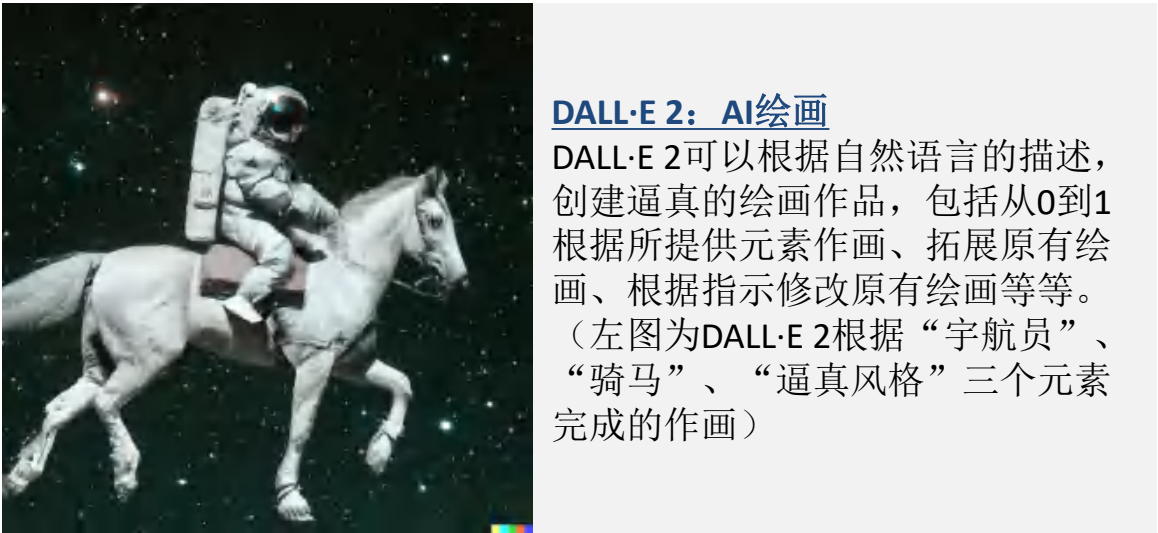 DALL·E 2：AI绘画
DALL·E 2可以根据自然语言的描述，
创建逼真的绘画作品，包括从0到1
根据所提供元素作画、拓展原有绘
画、根据指示修改原有绘画等等。
（左图为DALL·E 2根据“宇航员”、
“骑马”、“逼真风格”三个元素
完成的作画）